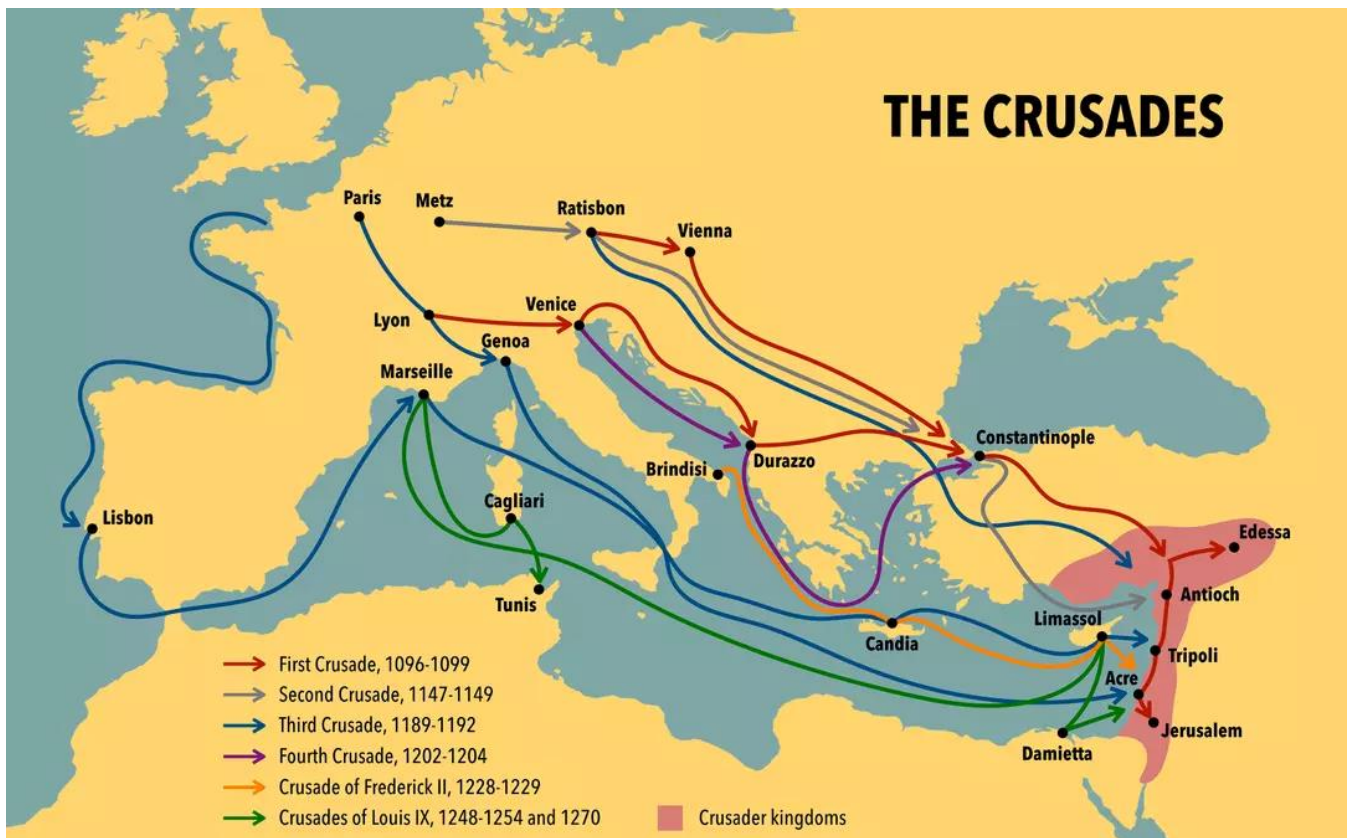 THE CRUSADES
Paris
Metz
Ratisbon
Vienna
Lyon
Venice
Genoa
Marseille
Constantinople
Durazzo
Brindisi
Lisbon
Cagliari
Edessa
Tunis
Antioch
Limassol
Candia
Tripoli
Acre
Jerusalem
Damietta
First Crusade, 1096-1099
Second Crusade, 1147-1149
Third Crusade, 1189-1192
Fourth Crusade, 1202-1204
Crusade of Frederick II, 1228-1229
Crusades of Louis IX, 1248-1254 and 1270
Crusader kingdoms